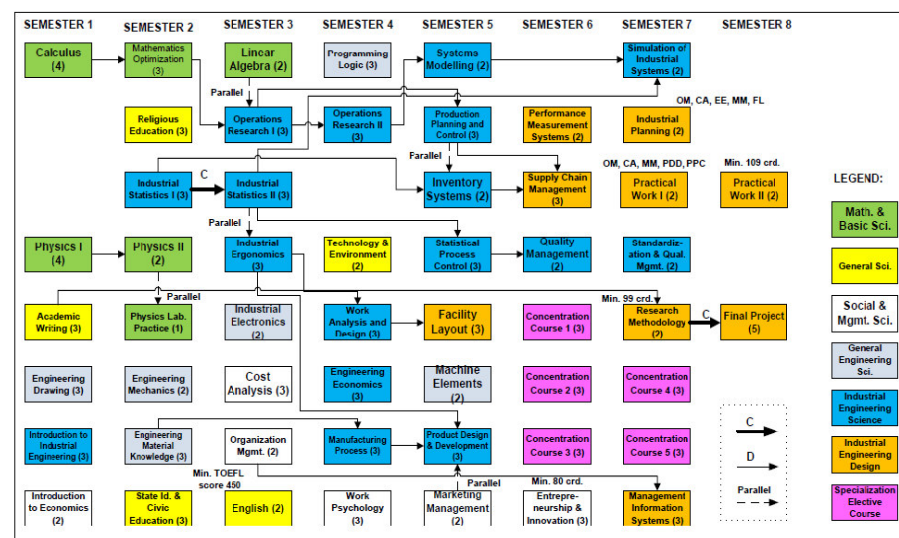 SEMESTER 1
SEMESTER 2
SEMESTER 3
SEMESTER 4
SEMESTER 5
SEMESTER 6
SEMESTER 7
SEMESTER 8
Calculus
(4)
Mathematics
Optimization
(3)
Linear
Algebra (2)
Programming
Logic (3)
Systems
Modelling (2)
Simulation of
Industrial
Systems (2)
Parallel
OM, CA, EE, MM, FL
Religious
Education (3)
Operations
Research I (3)
Operations
Research II
(3)
Production
Planning and
Control (3)
Performance
Measurement
Systems (2)
Industrial
Planning (2)
Parallel
OM, CA, MM, PDD, PPC
Min. 109 crd.
Industrial
Statistics I (3)
C
Industrial
Statistics II
(3)
Inventory
Systems (2)
Supply Chain
Management
(3)
Practical
Work I (2)
Practical
Work II (2)
Parallel
Physics I
(4)
Physics II
(2)
Industrial
Ergonomics
(3)
Technology &
Environment
(2)
Statistical
Process
Control (3)
Quality
Management
(2)
Standardiz-
ation & Qual.
Mgmt. (2)
Parallel
Min. 99 crd.
Academic
Writing (3)
Physics Lab.
Practice (1)
Industrial
Electronics
(2)
Work
Analysis and
Design (3)
Facility
Layout (3)
Concentration
Course 1 (3)
Research
Methodology
(2)
C
Final Project
(5)
Engineering
Drawing (3)
Engineering
Mechanics (2)
Cost
Analysis (3)
Engineering
Economics
(3)
Machine
Elements
(2)
Concentration
Course 2 (3)
Concentration
Course 4 (3)
Introduction to
Industrial
Engineering (3)
Engineering
Material
Knowledge (3)
Organization
Mgmt. (2)
Manufacturing
Process (3)
Product Design
& Development
(3)
Concentration
Course 3 (3)
Concentration
Course 5 (3)
Min. TOEFL
score 450
Parallel
Min. 80 crd.
Introduction
to Economics
(2)
State Id. &
Civic
Education (3)
English (2)
Work
Psychology
(3)
Marketing
Management
(2)
Entrepre-
neurship &
Innovation (3)
Management
Information
Systems (3)
LEGEND:
Math. &
Basic Sci.
General Sci.
Social &
Mgmt. Sci.
General
Engineering
Sci.
Industrial
Engineering
Science
Industrial
Engineering
Design
Specialization
Elective
Course
C
D
Parallel